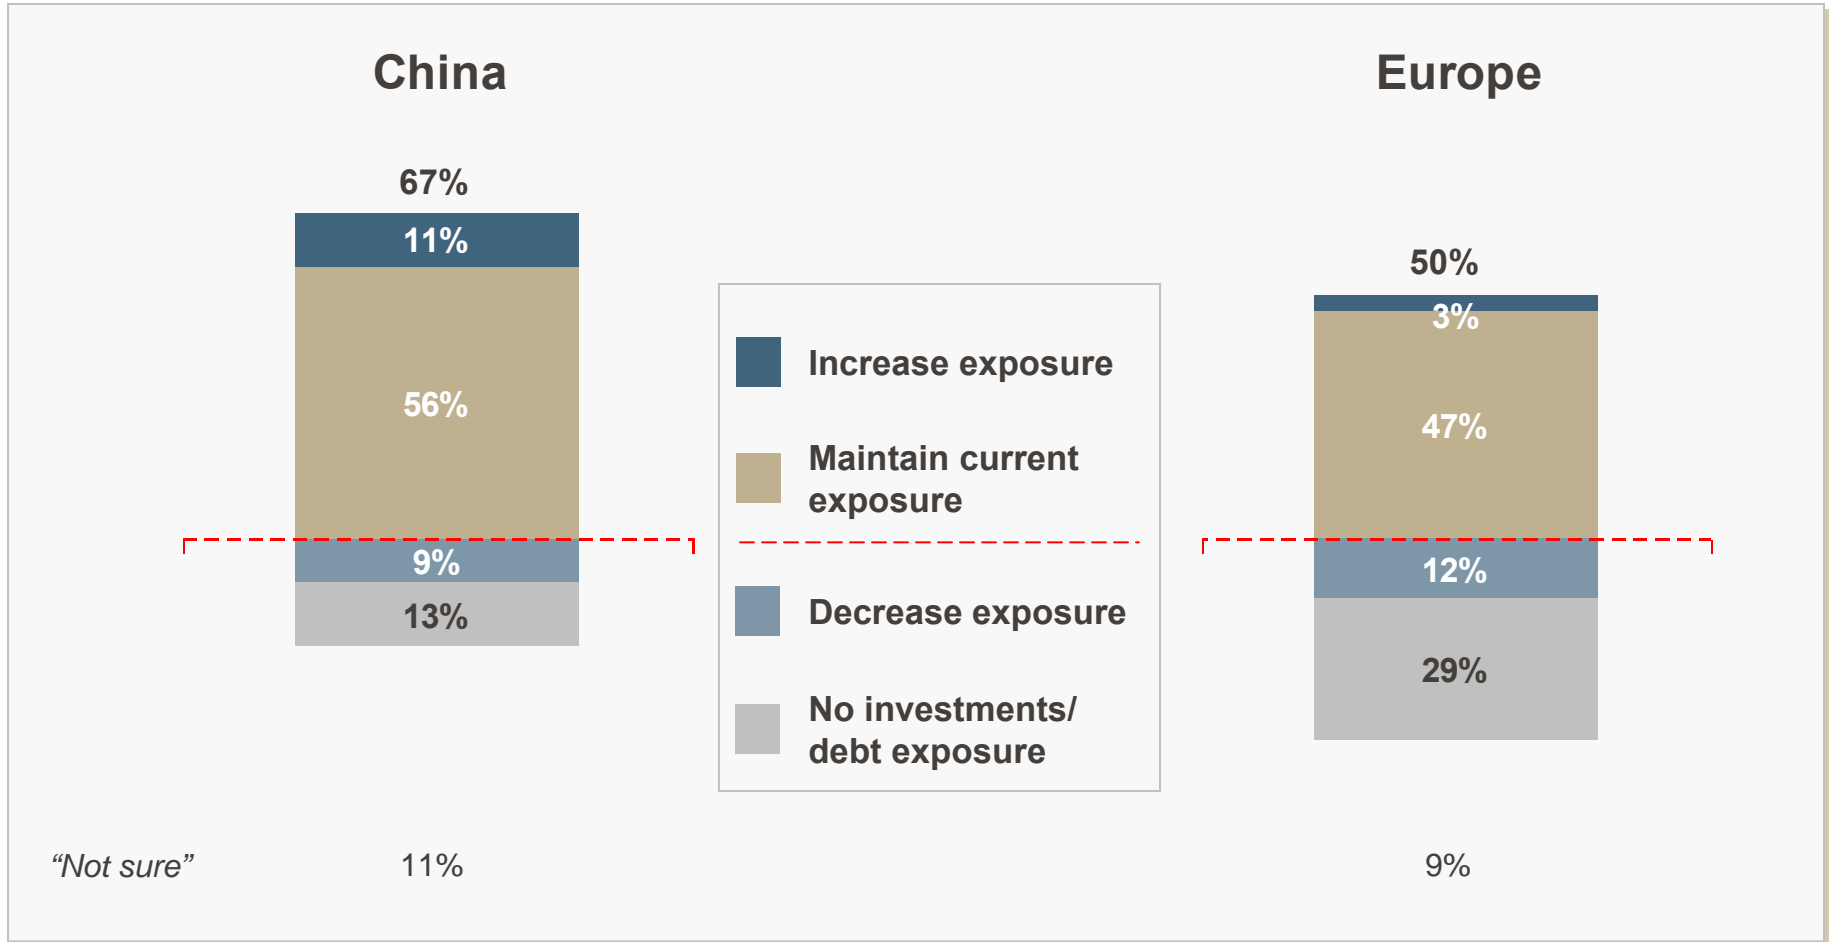 China
Europe
67%
11%
56%
9%
13%
50%
3%
47%
12%
29%
Increase exposure
Maintain current
exposure
Decrease exposure
No investments/
debt exposure
“Not sure”
11%
9%